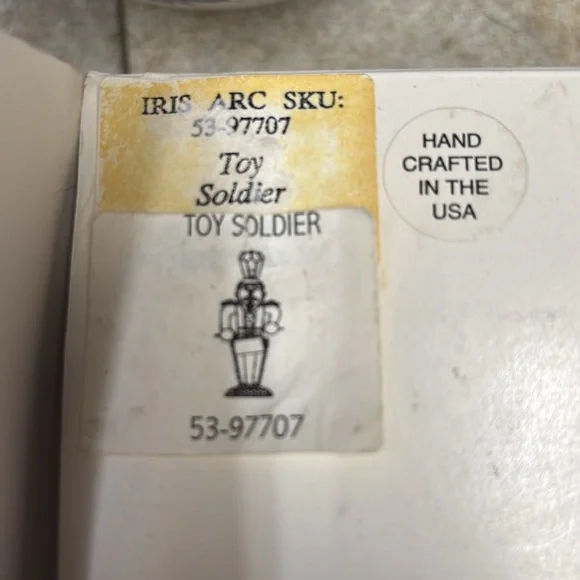 IRIS ARC SKU:
53-97707
Toy
Soldier
TOY SOLDIER
53-97707
HAND
CRAFTED
IN THE
USA